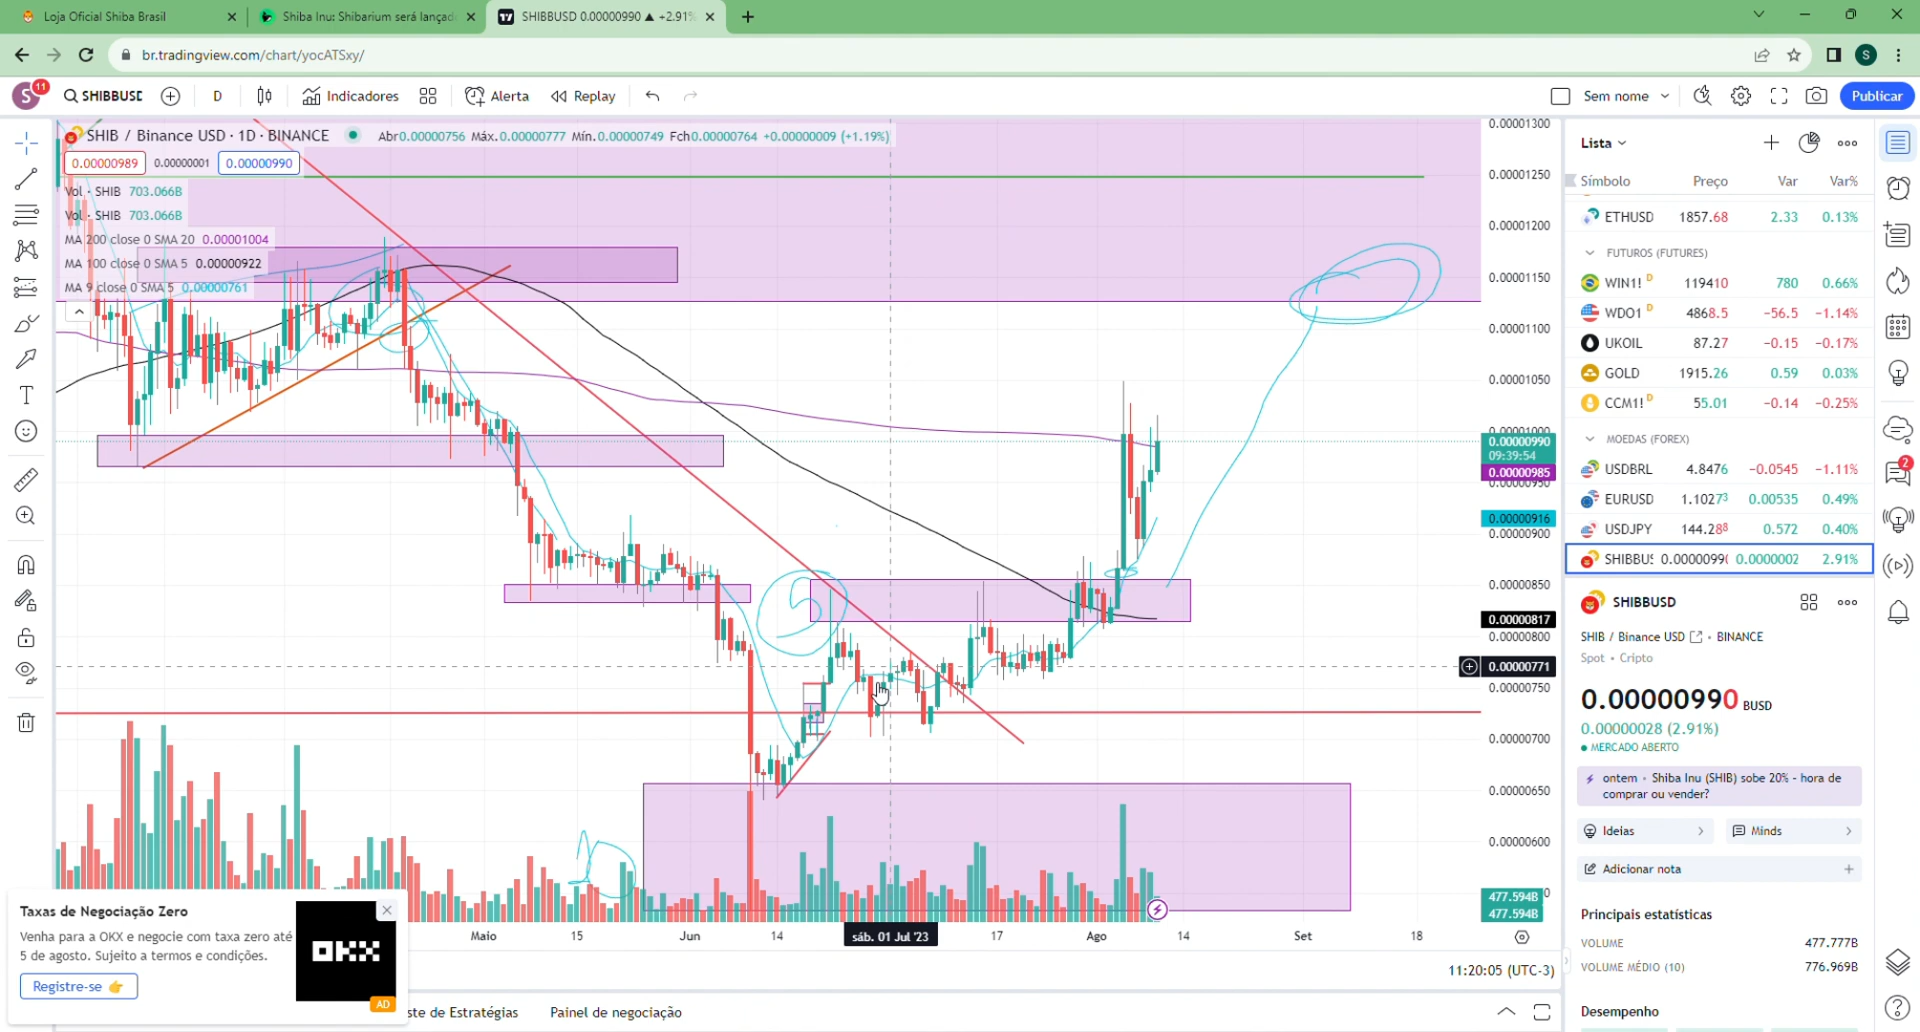 Loja Oficial Shiba Brasil
Shiba Inu: Shibarium será lançad
SHIBBUSD 0.00000990 ▲ +2.91%
br.tradingview.com/chart/yocATSxy/
S 11 SHIBBUSD D Indicadores Alerta Replay Sem nome Publicar
SHIB / Binance USD · 1D · BINANCE Abr0.00000756 Máx.0.00000777 Mín.0.00000749 Fch0.00000764 +0.00000009 (+1.19%)
0.00000989 0.00000001 0.00000990
Vol · SHIB 703.066B
Vol · SHIB 703.066B
MA 200 close 0 SMA 20 0.00001004
MA 100 close 0 SMA 5 0.00000922
MA 9 close 0 SMA 5 0.00000761
0.00001300
0.00001250
0.00001200
0.00001150
0.00001100
0.00001050
0.00001000
0.00000990
09:39:54
0.00000985
0.00000950
0.00000916
0.00000900
0.00000850
0.00000817
0.00000800
0.00000771
0.00000750
0.00000700
0.00000650
0.00000600
477.594B
477.594B
Maio 15 Jun 14 sáb. 01 Jul '23 17 Ago 14 Set 18
11:20:05 (UTC-3)
Taxas de Negociação Zero
Venha para a OKX e negocie com taxa zero até
5 de agosto. Sujeito a termos e condições.
Registre-se
OKX
AD
ste de Estratégias Painel de negociação
Lista
Símbolo Preço Var Var%
ETHUSD 1857.68 2.33 0.13%
FUTUROS (FUTURES)
WIN1! D 119410 780 0.66%
WDO1 D 4868.5 -56.5 -1.14%
UKOIL 87.27 -0.15 -0.17%
GOLD 1915.26 0.59 0.03%
CCM1! D 55.01 -0.14 -0.25%
MOEDAS (FOREX)
USDBRL 4.8476 -0.0545 -1.11%
EURUSD 1.10273 0.00535 0.49%
USDJPY 144.288 0.572 0.40%
SHIBBUS 0.0000099( 0.0000002 2.91%
SHIBBUSD
SHIB / Binance USD · BINANCE
Spot · Cripto
0.00000990 BUSD
0.00000028 (2.91%)
MERCADO ABERTO
ontem · Shiba Inu (SHIB) sobe 20% - hora de
comprar ou vender?
Ideias Minds
Adicionar nota
Principais estatísticas
VOLUME 477.777B
VOLUME MÉDIO (10) 776.969B
Desempenho
2